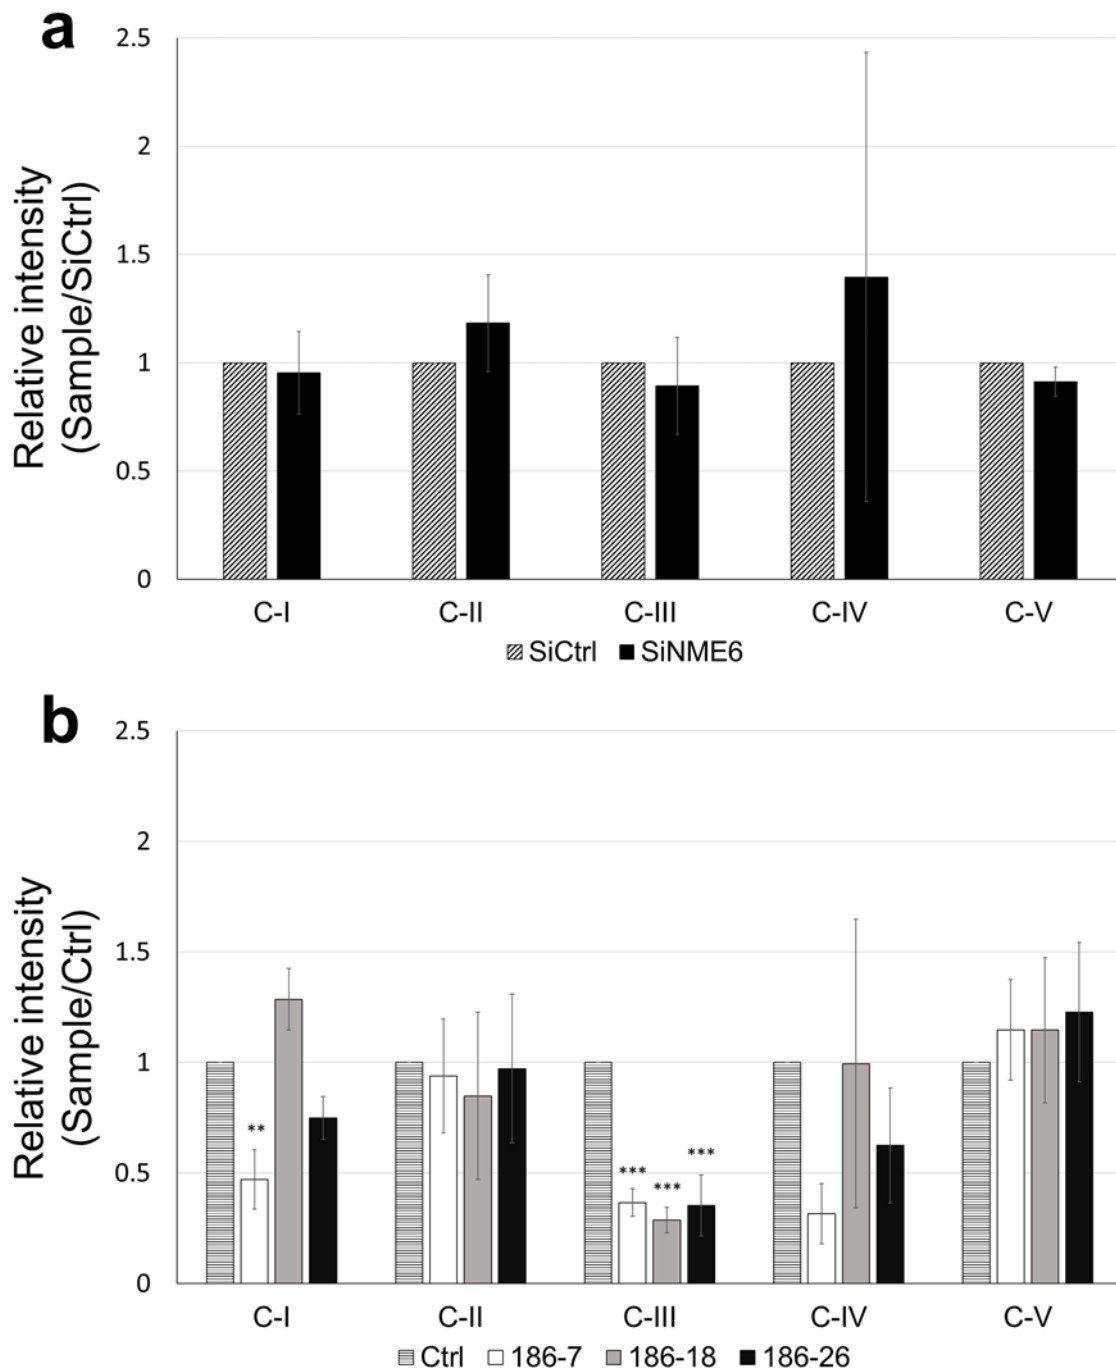 a
Relative intensity
(Sample/SiCtrl)
2.5
2
1.5
1
0.5
0
C-I C-II C-III C-IV C-V
SiCtrl SiNME6
b
Relative intensity
(Sample/Ctrl)
2.5
2
1.5
1
0.5
0
** *** *** ***
C-I C-II C-III C-IV C-V
Ctrl 186-7 186-18 186-26